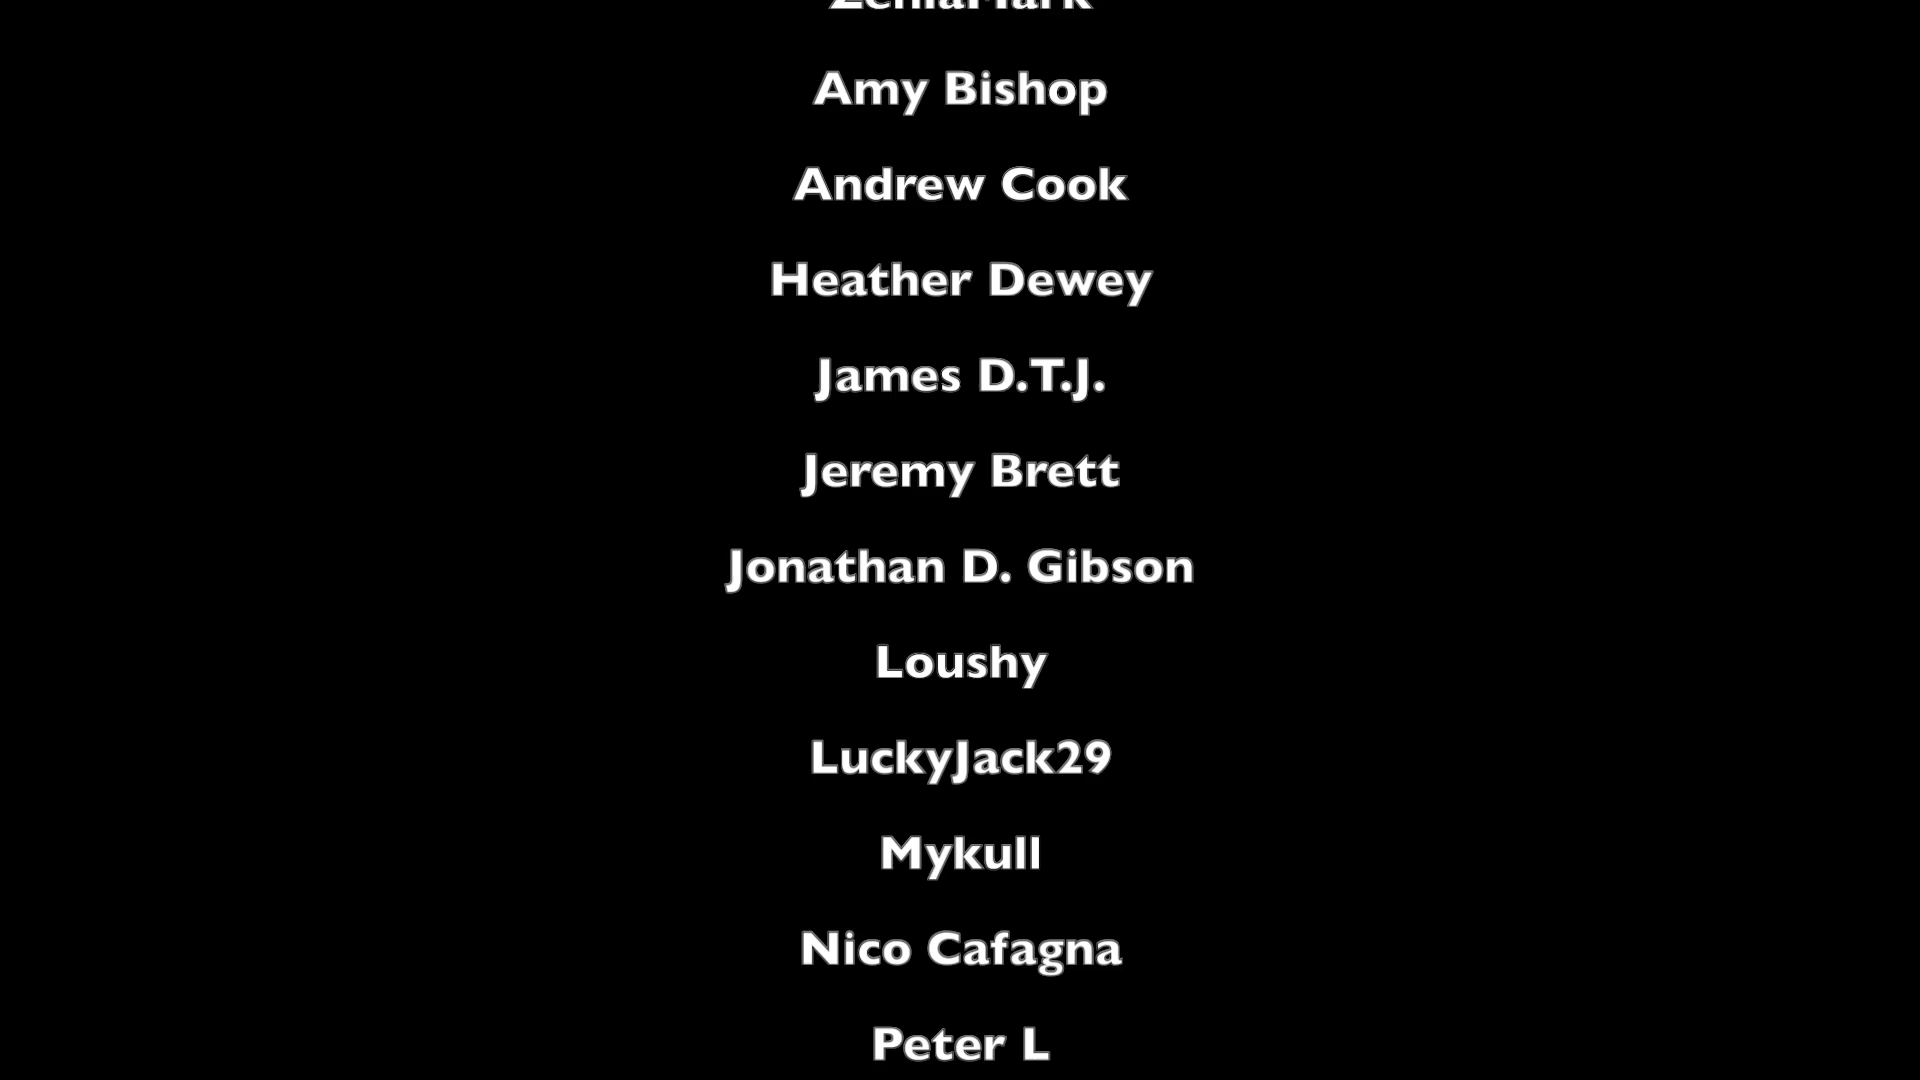 Amy Bishop
Andrew Cook
Heather Dewey
James D.T.J.
Jeremy Brett
Jonathan D. Gibson
Loushy
LuckyJack29
Mykull
Nico Cafagna
Peter L